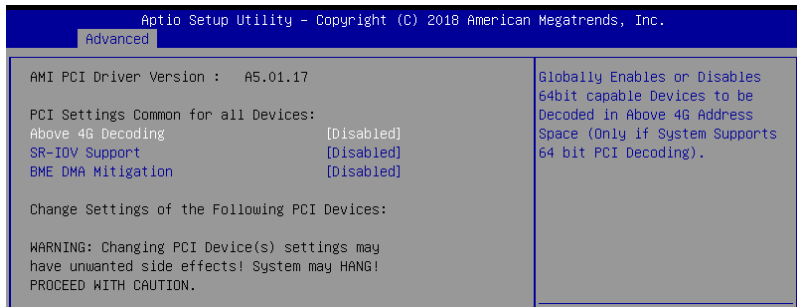 Aptio Setup Utility – Copyright (C) 2018 American Megatrends, Inc.
Advanced
AMI PCI Driver Version : A5.01.17
PCI Settings Common for all Devices:
Above 4G Decoding [Disabled]
SR-IOV Support [Disabled]
BME DMA Mitigation [Disabled]
Change Settings of the Following PCI Devices:
WARNING: Changing PCI Device(s) settings may
have unwanted side effects! System may HANG!
PROCEED WITH CAUTION.
Globally Enables or Disables
64bit capable Devices to be
Decoded in Above 4G Address
Space (Only if System Supports
64 bit PCI Decoding).